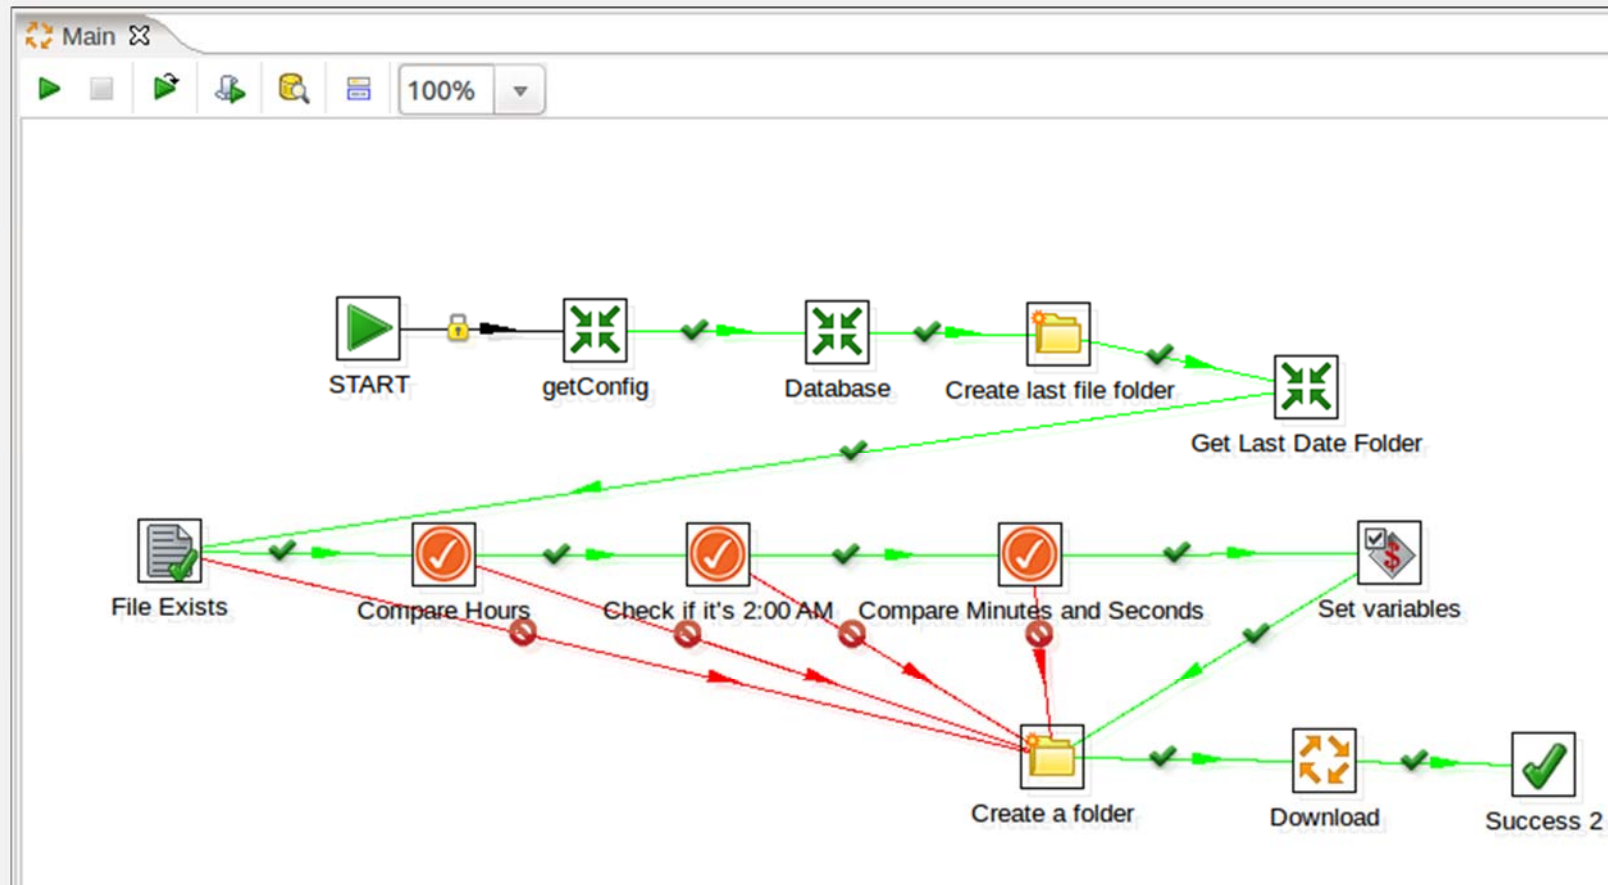 Main
100%
START
getConfig
Database
Create last file folder
Get Last Date Folder
File Exists
Compare Hours
Check if it's 2:00 AM
Compare Minutes and Seconds
Set variables
Create a folder
Download
Success 2